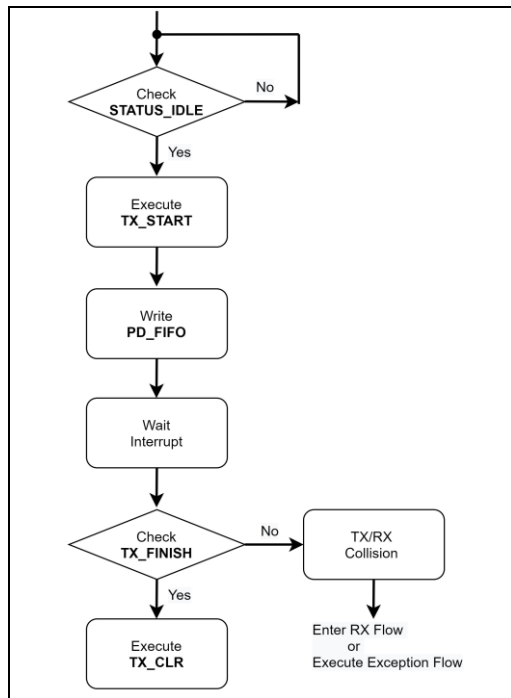 Check
STATUS_IDLE
No
Yes
Execute
TX_START
Write
PD_FIFO
Wait
Interrupt
Check
TX_FINISH
No
TX/RX
Collision
Yes
Enter RX Flow
or
Execute Exception Flow
Execute
TX_CLR